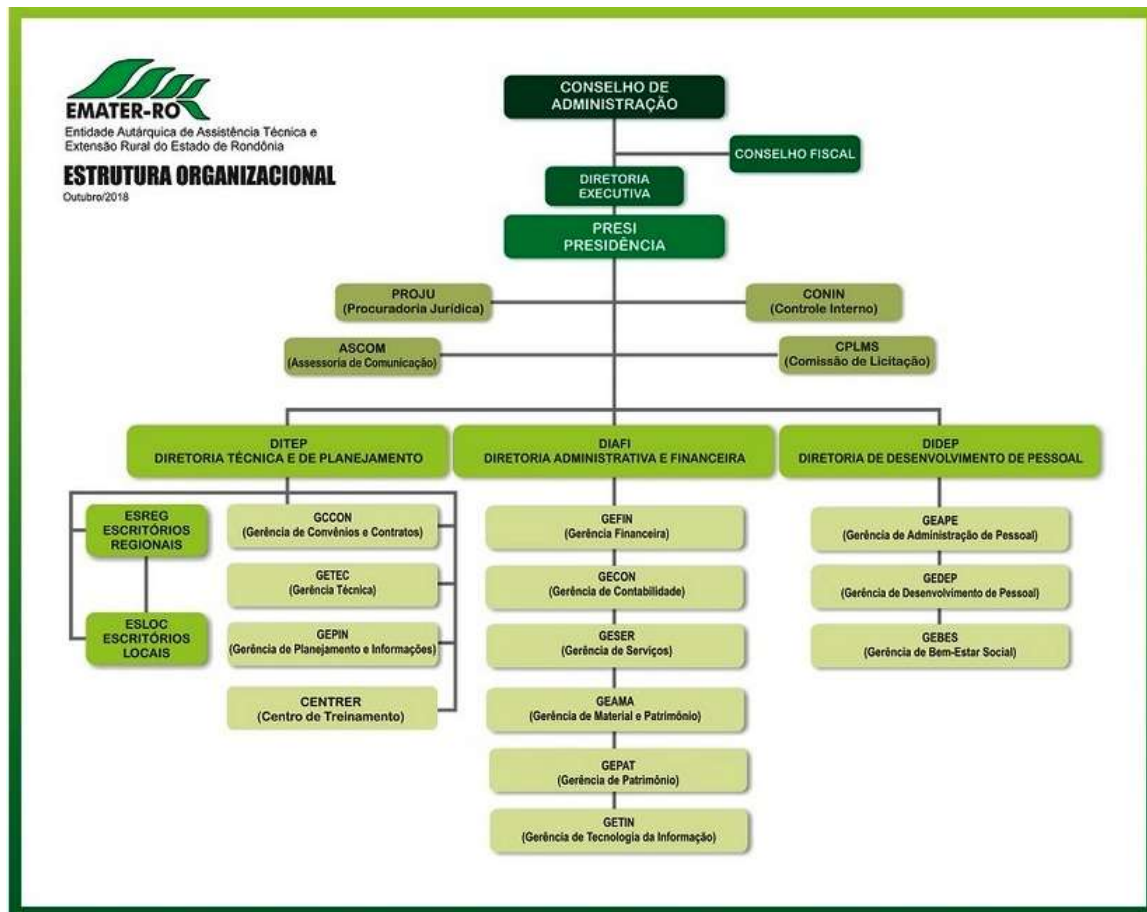 EMATER-RO
Entidade Autárquica de Assistência Técnica e
Extensão Rural do Estado de Rondônia
ESTRUTURA ORGANIZACIONAL
Outubro/2018
CONSELHO DE
ADMINISTRAÇÃO
CONSELHO FISCAL
DIRETORIA
EXECUTIVA
PRESI
PRESIDÊNCIA
PROJU
(Procuradoria Jurídica)
CONIN
(Controle Interno)
ASCOM
(Assessoria de Comunicação)
CPLMS
(Comissão de Licitação)
DITEP
DIRETORIA TÉCNICA E DE PLANEJAMENTO
DIAFI
DIRETORIA ADMINISTRATIVA E FINANCEIRA
DIDEP
DIRETORIA DE DESENVOLVIMENTO DE PESSOAL
ESREG
ESCRITÓRIOS
REGIONAIS
ESLOC
ESCRITÓRIOS
LOCAIS
GCCON
(Gerência de Convênios e Contratos)
GETEC
(Gerência Técnica)
GEPIN
(Gerência de Planejamento e Informações)
CENTRER
(Centro de Treinamento)
GEFIN
(Gerência Financeira)
GECON
(Gerência de Contabilidade)
GESER
(Gerência de Serviços)
GEAMA
(Gerência de Material e Patrimônio)
GEPAT
(Gerência de Patrimônio)
GETIN
(Gerência de Tecnologia da Informação)
GEAPE
(Gerência de Administração de Pessoal)
GEDEP
(Gerência de Desenvolvimento de Pessoal)
GEBES
(Gerência de Bem-Estar Social)